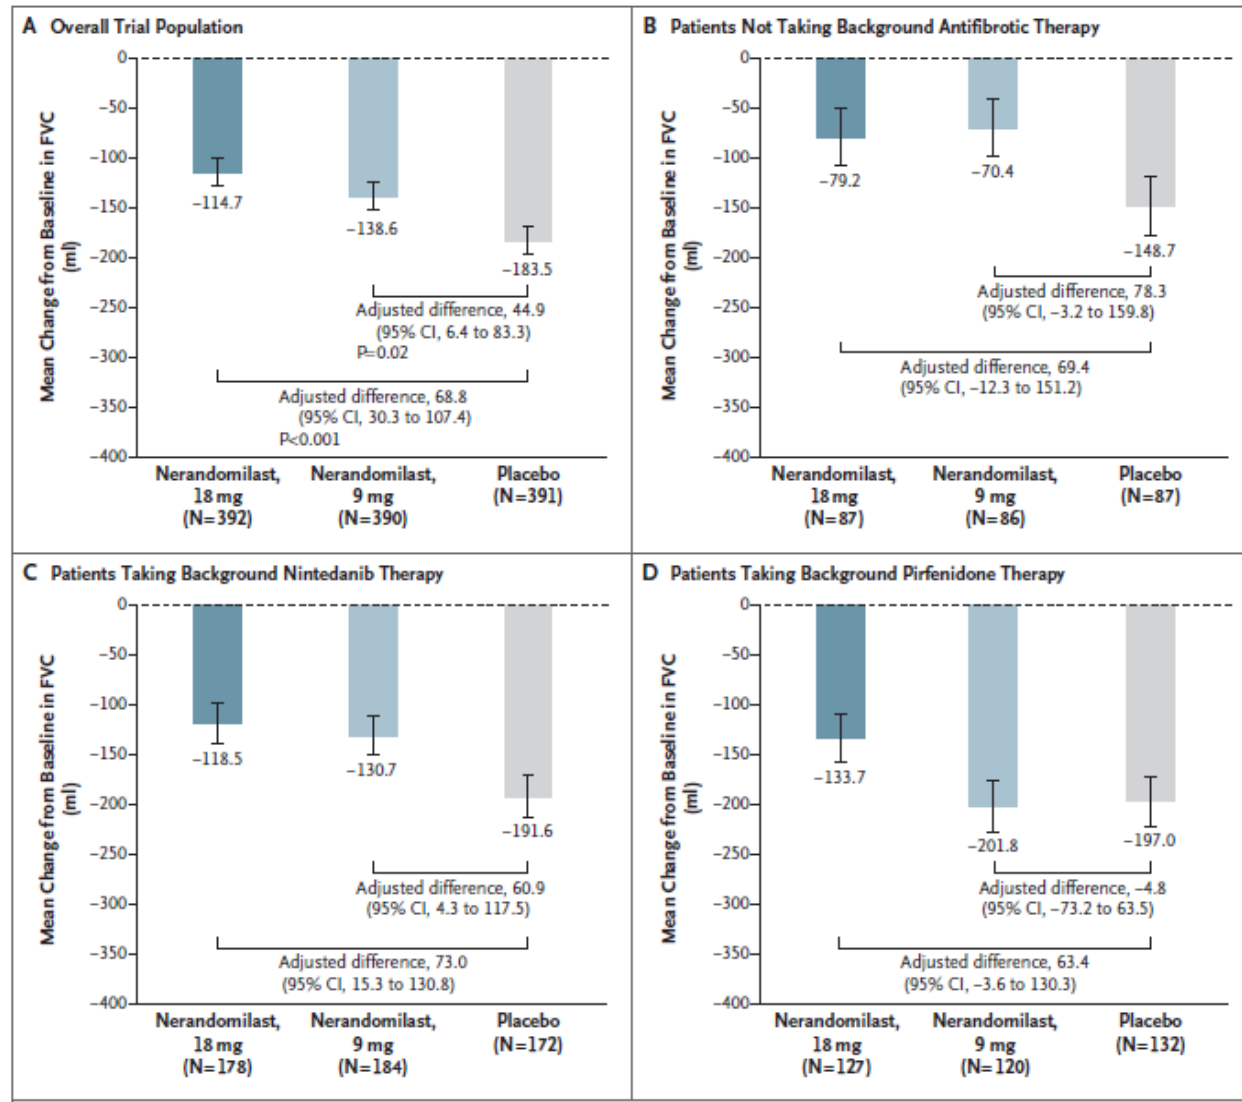 A Overall Trial Population
Mean Change from Baseline in FVC
(ml)
0
−50
−100
−150
−200
−250
−300
−350
−400
−114.7
−138.6
−183.5
Adjusted difference, 44.9
(95% CI, 6.4 to 83.3)
P=0.02
Adjusted difference, 68.8
(95% CI, 30.3 to 107.4)
P<0.001
Nerandomilast,
18 mg
(N=392)
Nerandomilast,
9 mg
(N=390)
Placebo
(N=391)
B Patients Not Taking Background Antifibrotic Therapy
Mean Change from Baseline in FVC
(ml)
0
−50
−100
−150
−200
−250
−300
−350
−400
−79.2
−70.4
−148.7
Adjusted difference, 78.3
(95% CI, −3.2 to 159.8)
Adjusted difference, 69.4
(95% CI, −12.3 to 151.2)
Nerandomilast,
18 mg
(N=87)
Nerandomilast,
9 mg
(N=86)
Placebo
(N=87)
C Patients Taking Background Nintedanib Therapy
Mean Change from Baseline in FVC
(ml)
0
−50
−100
−150
−200
−250
−300
−350
−400
−118.5
−130.7
−191.6
Adjusted difference, 60.9
(95% CI, 4.3 to 117.5)
Adjusted difference, 73.0
(95% CI, 15.3 to 130.8)
Nerandomilast,
18 mg
(N=178)
Nerandomilast,
9 mg
(N=184)
Placebo
(N=172)
D Patients Taking Background Pirfenidone Therapy
Mean Change from Baseline in FVC
(ml)
0
−50
−100
−150
−200
−250
−300
−350
−400
−133.7
−201.8
−197.0
Adjusted difference, −4.8
(95% CI, −73.2 to 63.5)
Adjusted difference, 63.4
(95% CI, −3.6 to 130.3)
Nerandomilast,
18 mg
(N=127)
Nerandomilast,
9 mg
(N=120)
Placebo
(N=132)